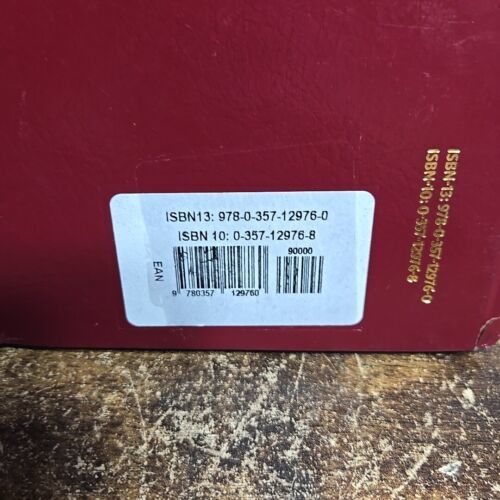 ISBN13: 978-0-357-12976-0
ISBN 10: 0-357-12976-8
90000
EAN
9 780357 129760
ISBN-13: 978-0-357-12976-0
ISBN-10: 0-357-12976-8